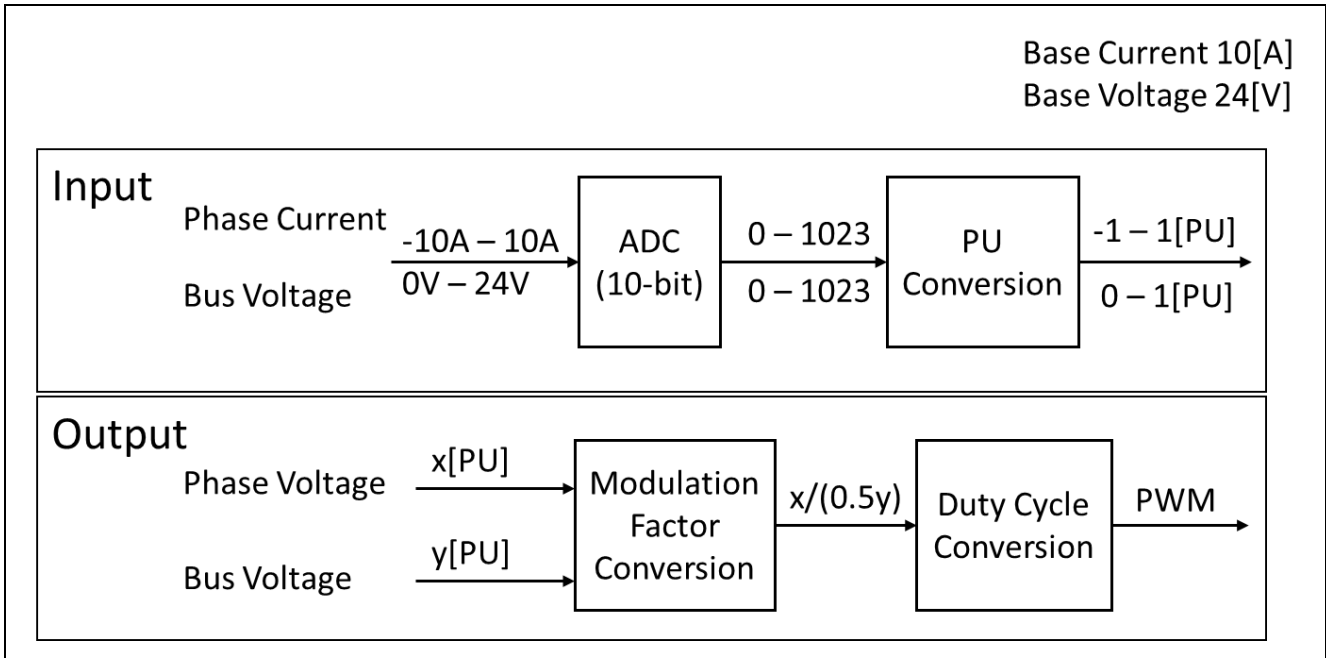 Base Current 10[A]
Base Voltage 24[V]
Input
Phase Current
Bus Voltage
-10A – 10A
0V – 24V
ADC
(10-bit)
0 – 1023
0 – 1023
PU
Conversion
-1 – 1[PU]
0 – 1[PU]
Output
Phase Voltage
x[PU]
Bus Voltage
y[PU]
Modulation
Factor
Conversion
x/(0.5y)
Duty Cycle
Conversion
PWM